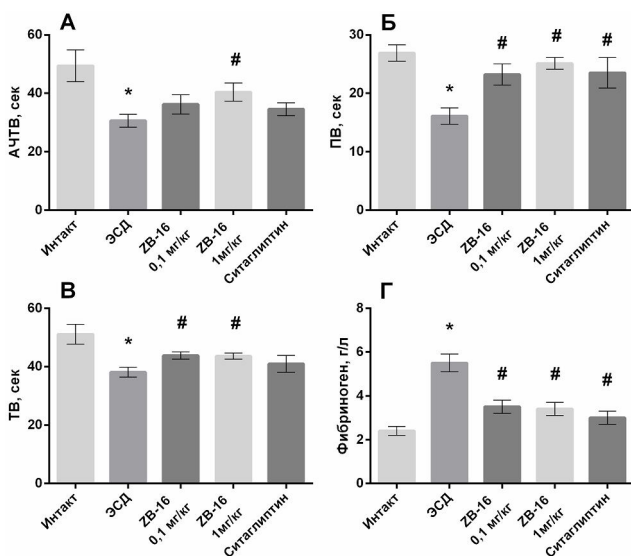 А
АЧТВ, сек
60
40
20
0
*
#
Интакт
ЭСД
ZB-16
0,1 мг/кг
ZB-16
1мг/кг
Ситаглиптин
Б
ПВ, сек
30
20
10
0
*
#
#
#
Интакт
ЭСД
ZB-16
0,1 мг/кг
ZB-16
1мг/кг
Ситаглиптин
В
ТВ, сек
60
40
20
0
*
#
#
Интакт
ЭСД
ZB-16
0,1 мг/кг
ZB-16
1мг/кг
Ситаглиптин
Г
Фибриноген, г/л
8
6
4
2
0
*
#
#
#
Интакт
ЭСД
ZB-16
0,1 мг/кг
ZB-16
1мг/кг
Ситаглиптин